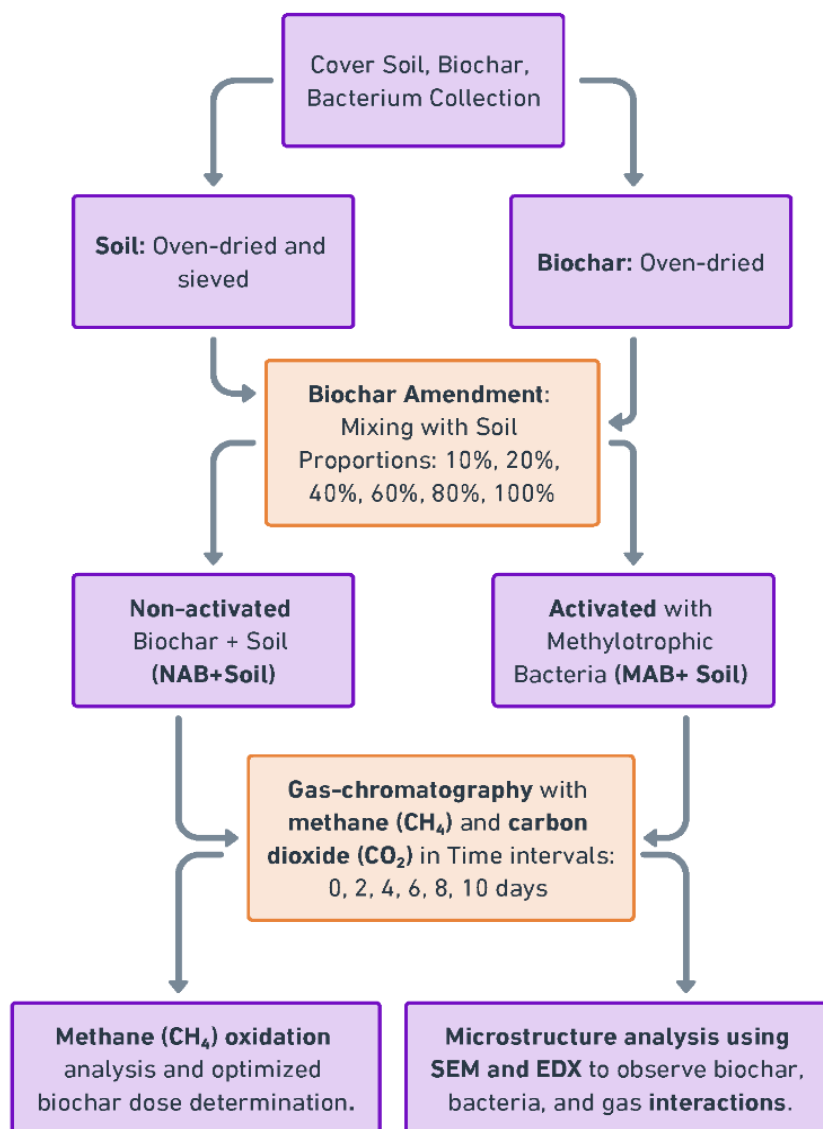 Cover Soil, Biochar,
Bacterium Collection
Soil: Oven-dried and
sieved
Biochar: Oven-dried
Biochar Amendment:
Mixing with Soil
Proportions: 10%, 20%,
40%, 60%, 80%, 100%
Non-activated
Biochar + Soil
(NAB+Soil)
Activated with
Methylotrophic
Bacteria (MAB+ Soil)
Gas-chromatography with
methane (CH₄) and carbon
dioxide (CO₂) in Time intervals:
0, 2, 4, 6, 8, 10 days
Methane (CH₄) oxidation
analysis and optimized
biochar dose determination.
Microstructure analysis using
SEM and EDX to observe biochar,
bacteria, and gas interactions.